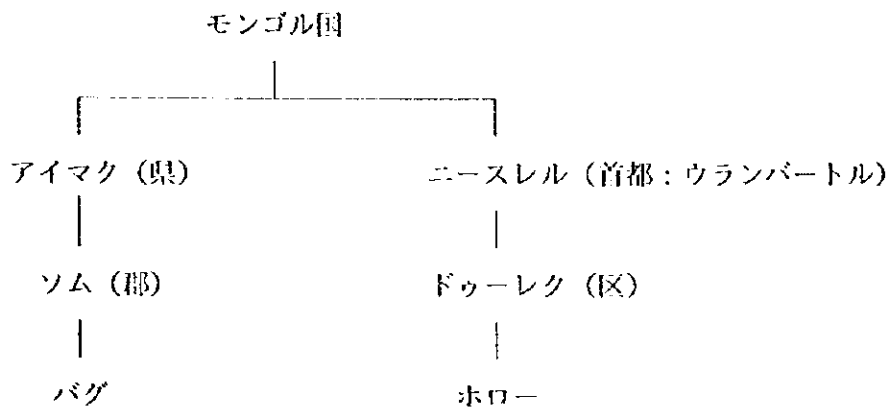 モンゴル国
アイマク（県） ニースレル（首都：ウランバートル）
ソム（郡） ドゥーレク（区）
バグ ホロー